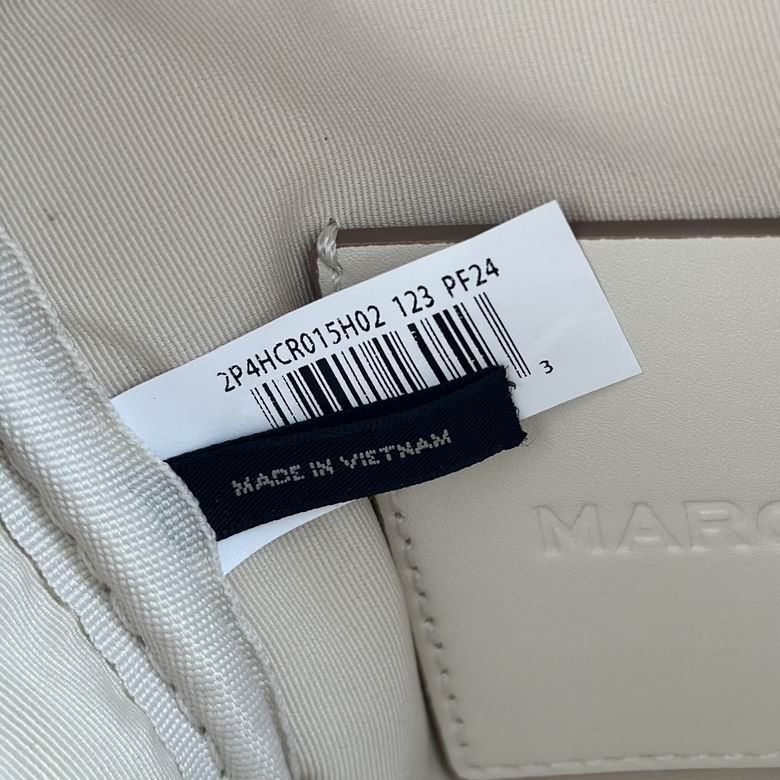 2P4HCR015H02 123 PF24
3
MADE IN VIETNAM
MARC